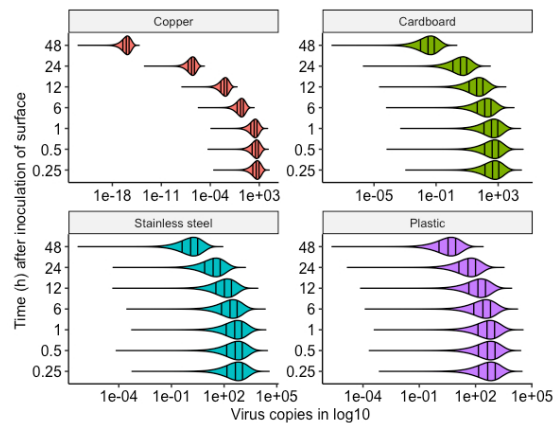 Copper
Cardboard
48
24
12
6
1
0.5
0.25
1e-18 1e-11 1e-04 1e+03
48
24
12
6
1
0.5
0.25
1e-05 1e-01 1e+03
Stainless steel
Plastic
48
24
12
6
1
0.5
0.25
1e-04 1e-01 1e+02 1e+05
48
24
12
6
1
0.5
0.25
1e-04 1e-01 1e+02 1e+05
Time (h) after inoculation of surface
Virus copies in log10